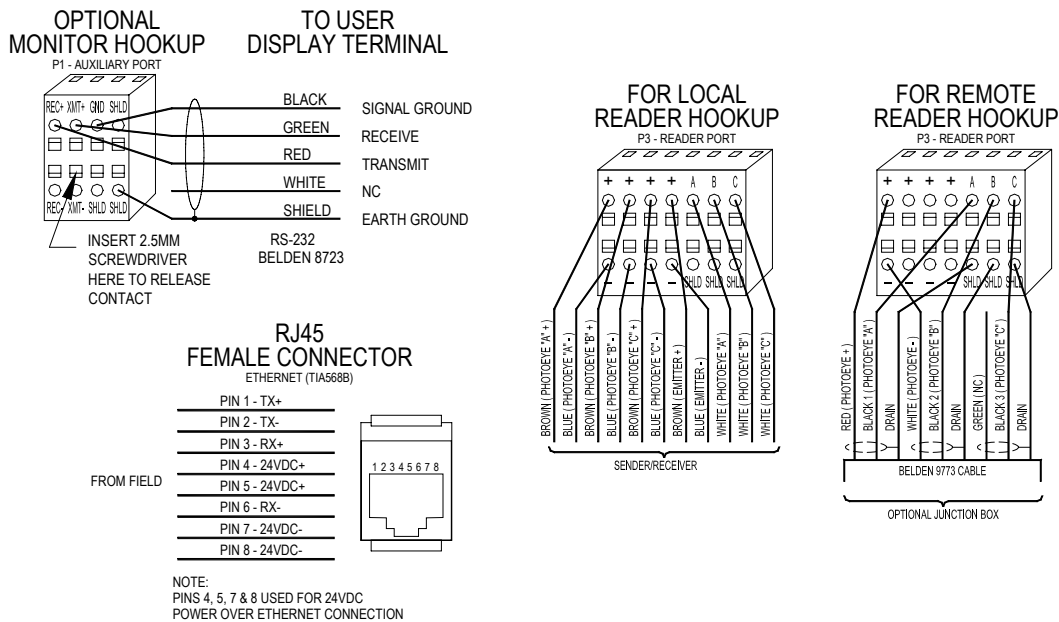 OPTIONAL
MONITOR HOOKUP
P1 - AUXILIARY PORT
TO USER
DISPLAY TERMINAL
REC+ XMT+ GND SHLD
REC- XMT- SHLD SHLD
BLACK
SIGNAL GROUND
GREEN
RECEIVE
RED
TRANSMIT
WHITE
NC
SHIELD
EARTH GROUND
INSERT 2.5MM
SCREWDRIVER
HERE TO RELEASE
CONTACT
RS-232
BELDEN 8723
RJ45
FEMALE CONNECTOR
ETHERNET (TIA568B)
PIN 1 - TX+
PIN 2 - TX-
PIN 3 - RX+
PIN 4 - 24VDC+
PIN 5 - 24VDC+
PIN 6 - RX-
PIN 7 - 24VDC-
PIN 8 - 24VDC-
FROM FIELD
1 2 3 4 5 6 7 8
NOTE:
PINS 4, 5, 7 & 8 USED FOR 24VDC
POWER OVER ETHERNET CONNECTION
FOR LOCAL
READER HOOKUP
P3 - READER PORT
+ + + + A B C
- - - - SHLD SHLD SHLD
BROWN ( PHOTOEYE "A" + )
BLUE ( PHOTOEYE "A" - )
BROWN ( PHOTOEYE "B" + )
BLUE ( PHOTOEYE "B" - )
BROWN ( PHOTOEYE "C" + )
BLUE ( PHOTOEYE "C" - )
BROWN ( EMITTER + )
BLUE ( EMITTER - )
WHITE ( PHOTOEYE "A" )
WHITE ( PHOTOEYE "B" )
WHITE ( PHOTOEYE "C" )
SENDER/RECEIVER
FOR REMOTE
READER HOOKUP
P3 - READER PORT
+ + + + A B C
- - - - SHLD SHLD SHLD
RED ( PHOTOEYE + )
BLACK 1 ( PHOTOEYE "A" )
DRAIN
WHITE ( PHOTOEYE - )
BLACK 2 ( PHOTOEYE "B" )
DRAIN
GREEN ( NC )
BLACK 3 ( PHOTOEYE "C" )
DRAIN
BELDEN 9773 CABLE
OPTIONAL JUNCTION BOX